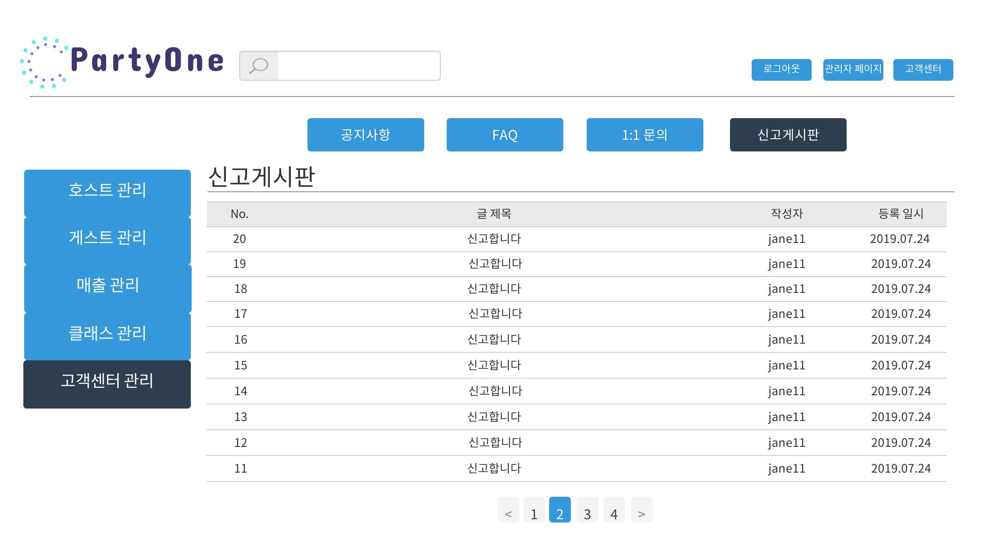 PartyOne
로그아웃 관리자 페이지 고객센터
공지사항 FAQ 1:1 문의 신고게시판
호스트 관리
게스트 관리
매출 관리
클래스 관리
고객센터 관리
신고게시판
No. 글 제목 작성자 등록 일시
20 신고합니다 jane11 2019.07.24
19 신고합니다 jane11 2019.07.24
18 신고합니다 jane11 2019.07.24
17 신고합니다 jane11 2019.07.24
16 신고합니다 jane11 2019.07.24
15 신고합니다 jane11 2019.07.24
14 신고합니다 jane11 2019.07.24
13 신고합니다 jane11 2019.07.24
12 신고합니다 jane11 2019.07.24
11 신고합니다 jane11 2019.07.24
< 1 2 3 4 >